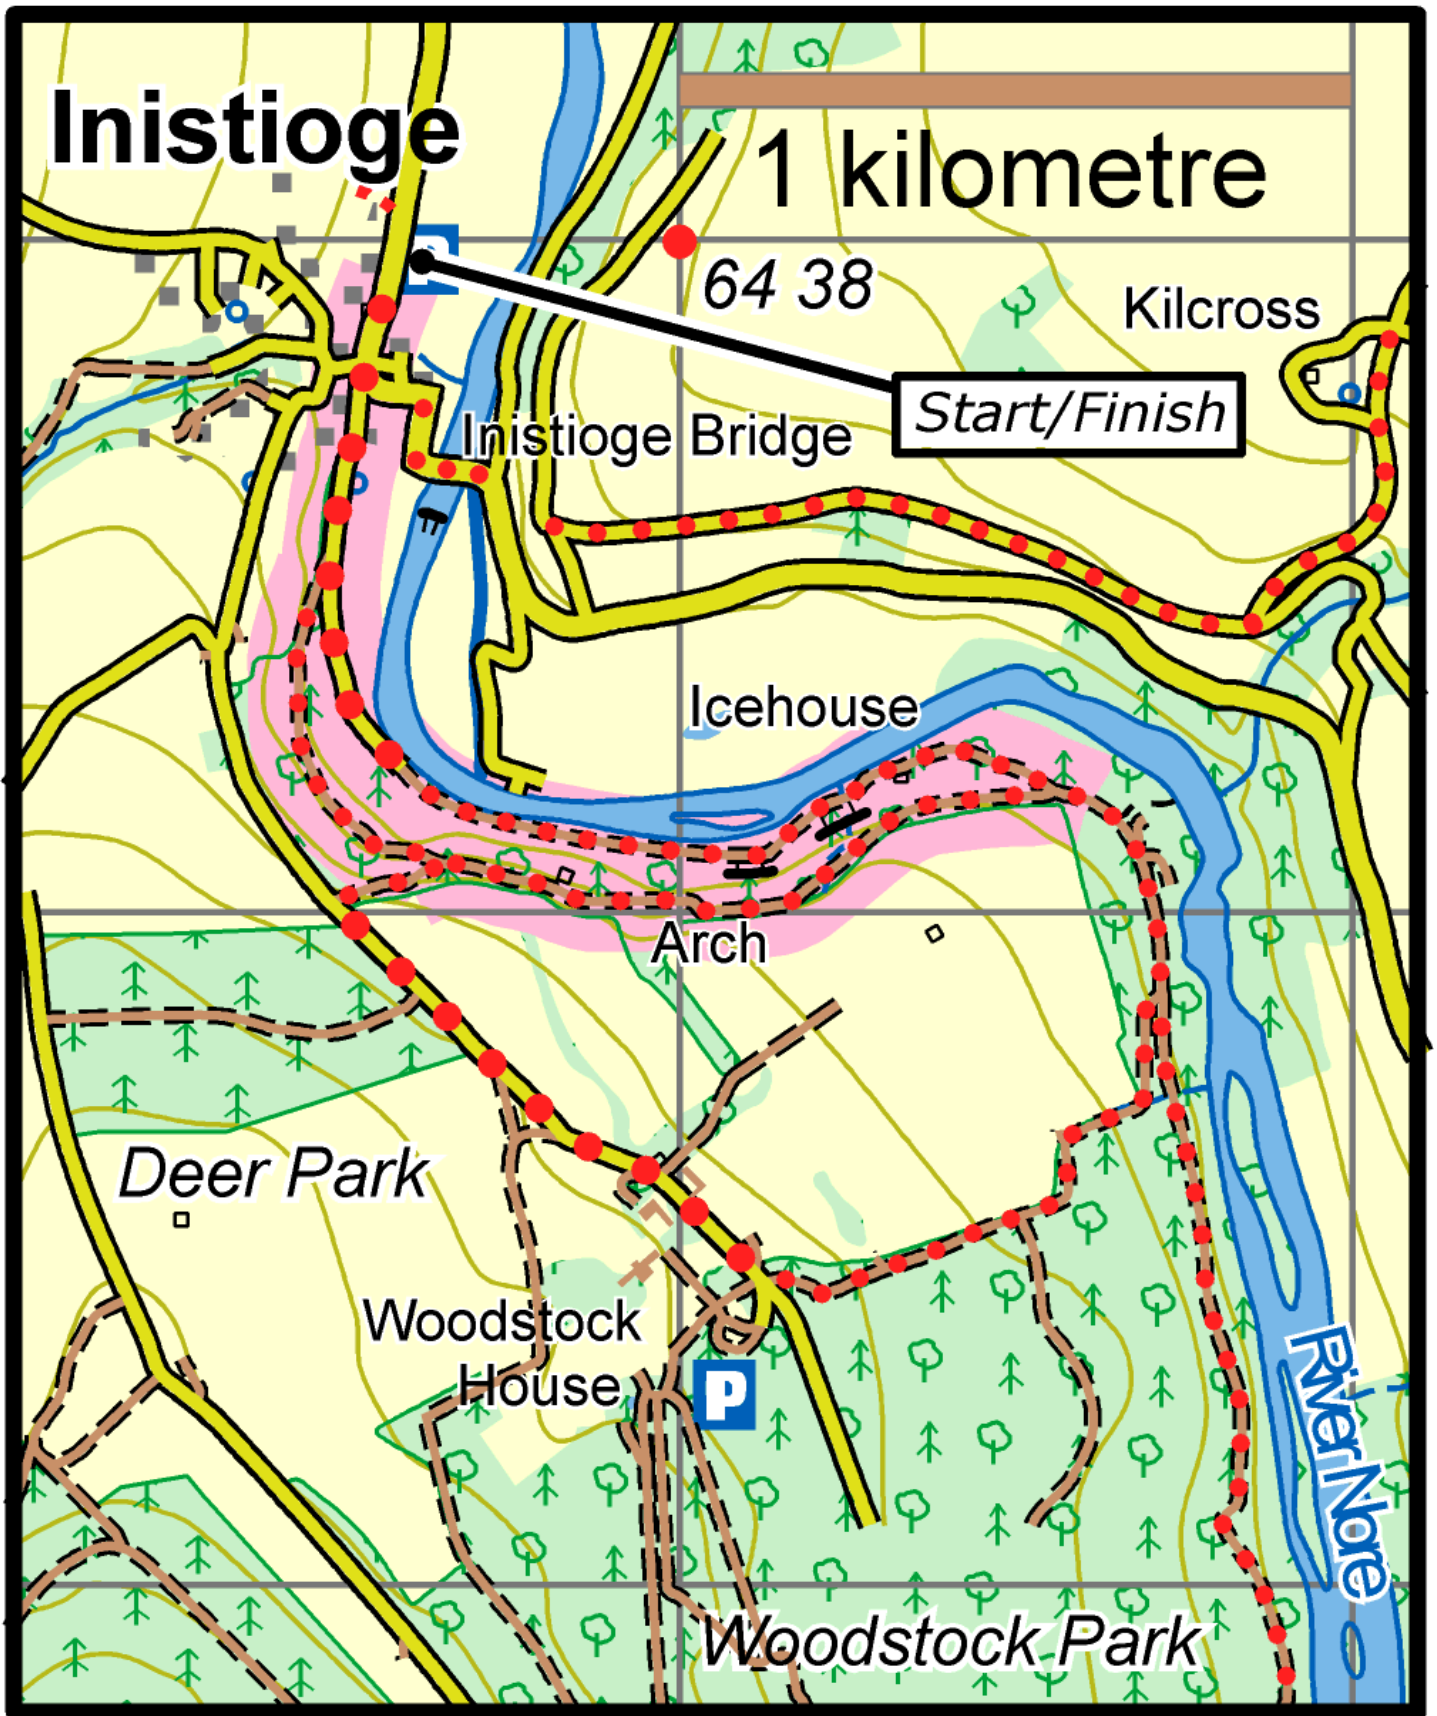 Inistioge
1 kilometre
P
64 38
Kilcross
Start/Finish
Inistioge Bridge
Icehouse
Arch
Deer Park
Woodstock
House
P
River Nore
Woodstock Park